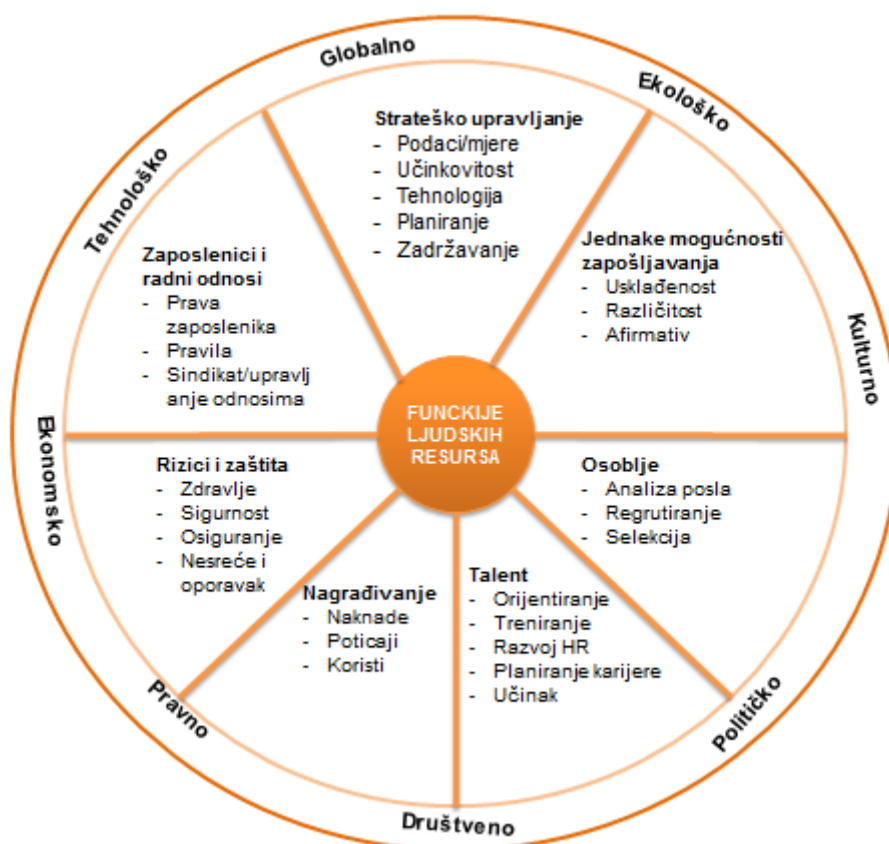 Globalno
Ekološko
Tehnološko
Kulturno
Ekonomsko
Političko
Pravno
Društveno
Strateško upravljanje
- Podaci/mjere
- Učinkovitost
- Tehnologija
- Planiranje
- Zadržavanje
Zaposlenici i
radni odnosi
- Prava
zaposlenika
- Pravila
- Sindikat/upravlj
anje odnosima
Jednake mogućnosti
zapošljavanja
- Usklađenost
- Različitost
- Afirmativ
FUNCKIJE
LJUDSKIH
RESURSA
Rizici i zaštita
- Zdravlje
- Sigurnost
- Osiguranje
- Nesreće i
oporavak
Osoblje
- Analiza posla
- Regrutiranje
- Selekcija
Nagrađivanje
- Naknade
- Poticaji
- Koristi
Talent
- Orijentiranje
- Treniranje
- Razvoj HR
- Planiranje karijere
- Učinak